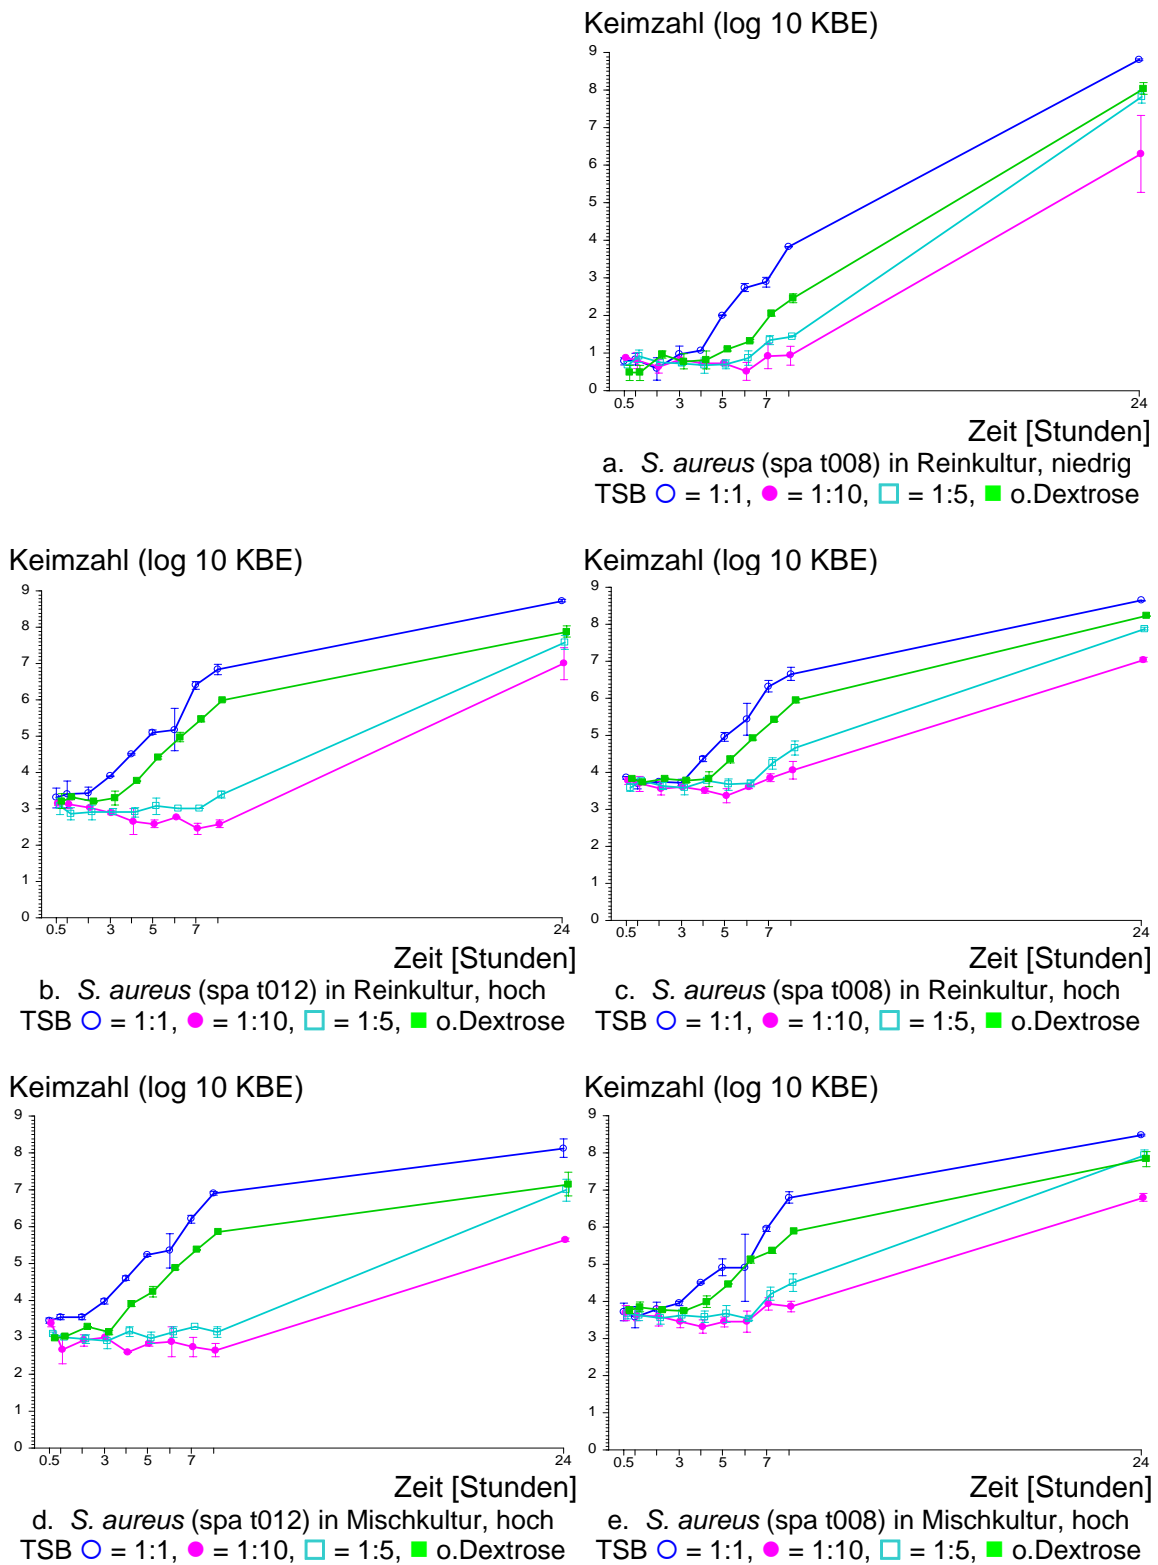 Keimzahl (log 10 KBE)
9
8
7
6
5
4
3
2
1
0
0.5 3 5 7 24
Zeit [Stunden]
a. S. aureus (spa t008) in Reinkultur, niedrig
TSB = 1:1, = 1:10, = 1:5, o.Dextrose
Keimzahl (log 10 KBE)
9
8
7
6
5
4
3
2
1
0
0.5 3 5 7 24
Zeit [Stunden]
b. S. aureus (spa t012) in Reinkultur, hoch
TSB = 1:1, = 1:10, = 1:5, o.Dextrose
Keimzahl (log 10 KBE)
9
8
7
6
5
4
3
2
1
0
0.5 3 5 7 24
Zeit [Stunden]
c. S. aureus (spa t008) in Reinkultur, hoch
TSB = 1:1, = 1:10, = 1:5, o.Dextrose
Keimzahl (log 10 KBE)
9
8
7
6
5
4
3
2
1
0
0.5 3 5 7 24
Zeit [Stunden]
d. S. aureus (spa t012) in Mischkultur, hoch
TSB = 1:1, = 1:10, = 1:5, o.Dextrose
Keimzahl (log 10 KBE)
9
8
7
6
5
4
3
2
1
0
0.5 3 5 7 24
Zeit [Stunden]
e. S. aureus (spa t008) in Mischkultur, hoch
TSB = 1:1, = 1:10, = 1:5, o.Dextrose